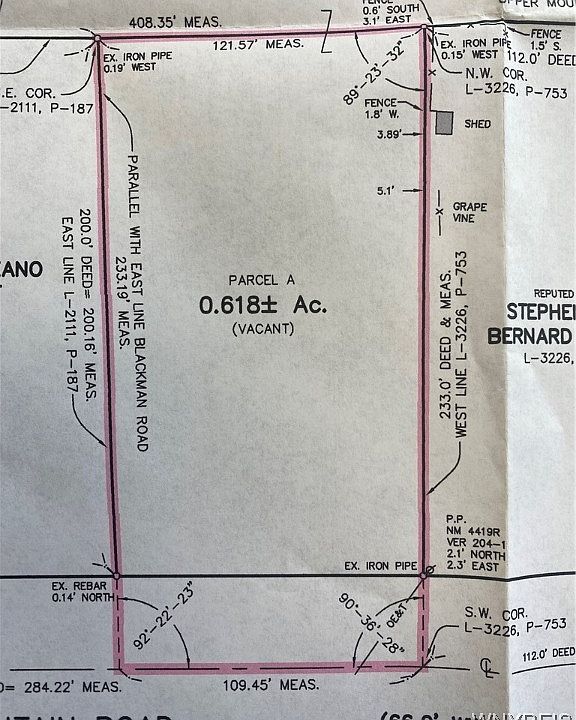 408.35' MEAS.
121.57' MEAS.
0.6' SOUTH
3.1' EAST
FENCE
1.5' S.
112.0' DEED
EX. IRON PIPE
0.19' WEST
EX. IRON PIPE
0.15' WEST
.E. COR.
-2111, P-187
N.W. COR.
L-3226, P-753
89°-23'-32"
FENCE
1.8' W.
3.89'
SHED
5.1'
GRAPE
VINE
PARALLEL WITH EAST LINE BLACKMAN ROAD
233.19' MEAS.
200.0' DEED= 200.16' MEAS.
EAST LINE L-2111, P-187
PARCEL A
0.618± Ac.
(VACANT)
233.0' DEED & MEAS.
WEST LINE L-3226, P-753
REPUTED
STEPHE
BERNARD
L-3226,
P.P.
NM 4419R
VER 204-1
2.1' NORTH
2.3' EAST
EX. IRON PIPE
EX. REBAR
0.14' NORTH
92°-22'-23"
90°-36'-28"
OE&T
S.W. COR.
L-3226, P-753
112.0' DEED
= 284.22' MEAS.
109.45' MEAS.
ROAD